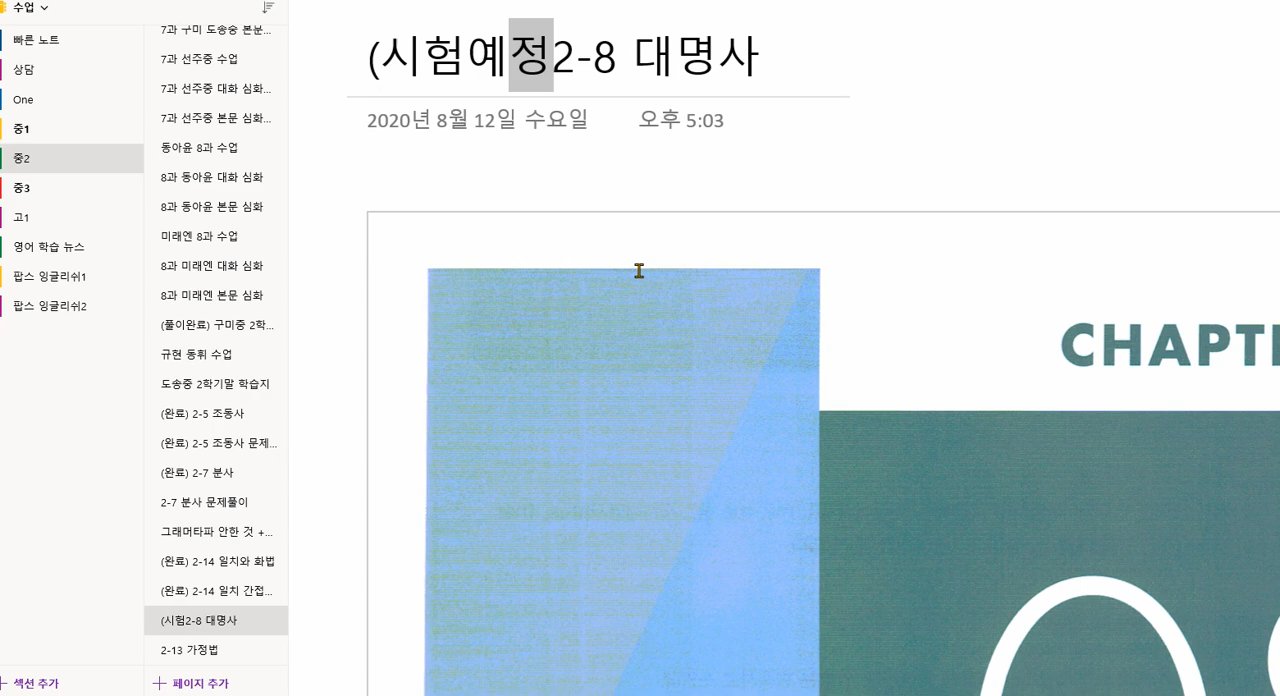 수업
빠른 노트
상담
One
중1
중2
중3
고1
영어 학습 뉴스
팝스 잉글리쉬1
팝스 잉글리쉬2
섹션 추가
7과 구미 도송중 본문...
7과 선주중 수업
7과 선주중 대화 심화...
7과 선주중 본문 심화...
동아윤 8과 수업
8과 동아윤 대화 심화
8과 동아윤 본문 심화
미래엔 8과 수업
8과 미래엔 대화 심화
8과 미래엔 본문 심화
(풀이완료) 구미중 2학...
규현 동휘 수업
도송중 2학기말 학습지
(완료) 2-5 조동사
(완료) 2-5 조동사 문제...
(완료) 2-7 분사
2-7 분사 문제풀이
그래머타파 안한 것 +...
(완료) 2-14 일치와 화법
(완료) 2-14 일치 간접...
(시험2-8 대명사
2-13 가정법
페이지 추가
(시험예정2-8 대명사
2020년 8월 12일 수요일 오후 5:03